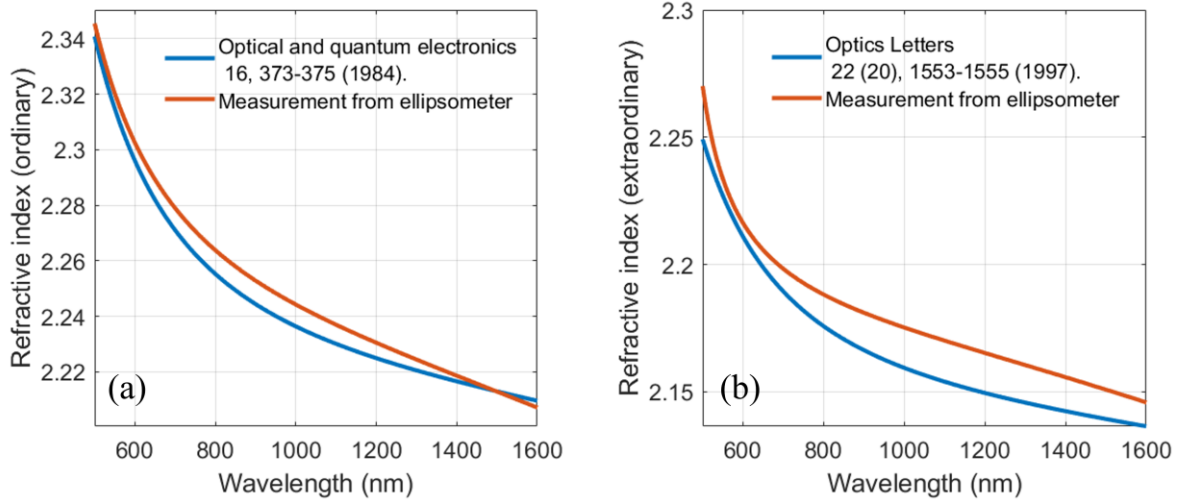 Refractive index (ordinary)
2.34
2.32
2.3
2.28
2.26
2.24
2.22
Optical and quantum electronics
16, 373-375 (1984).
Measurement from ellipsometer
(a)
600
800
1000
1200
1400
1600
Wavelength (nm)
Refractive index (extraordinary)
2.3
2.25
2.2
2.15
Optics Letters
22 (20), 1553-1555 (1997).
Measurement from ellipsometer
(b)
600
800
1000
1200
1400
1600
Wavelength (nm)